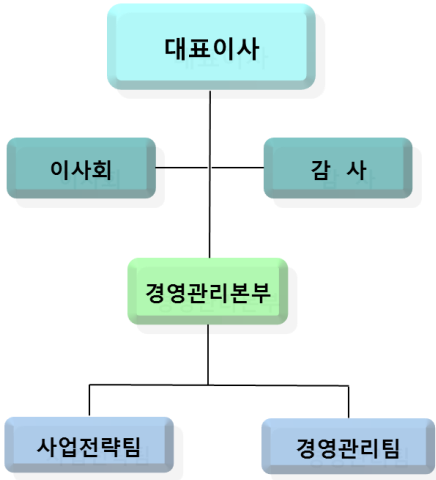 대표이사
이사회
감 사
경영관리본부
사업전략팀
경영관리팀